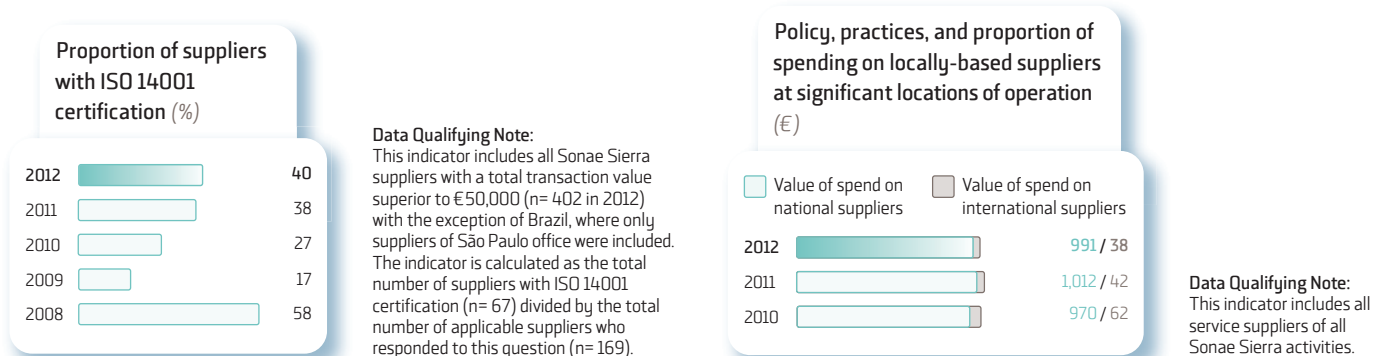 Proportion of suppliers
with ISO 14001
certification (%)
2012 40
2011 38
2010 27
2009 17
2008 58
Data Qualifying Note:
This indicator includes all Sonae Sierra
suppliers with a total transaction value
superior to €50,000 (n= 402 in 2012)
with the exception of Brazil, where only
suppliers of São Paulo office were included.
The indicator is calculated as the total
number of suppliers with ISO 14001
certification (n= 67) divided by the total
number of applicable suppliers who
responded to this question (n= 169).
Policy, practices, and proportion of
spending on locally-based suppliers
at significant locations of operation
(€)
Value of spend on
national suppliers
Value of spend on
international suppliers
2012 991 / 38
2011 1,012 / 42
2010 970 / 62
Data Qualifying Note:
This indicator includes all
service suppliers of all
Sonae Sierra activities.